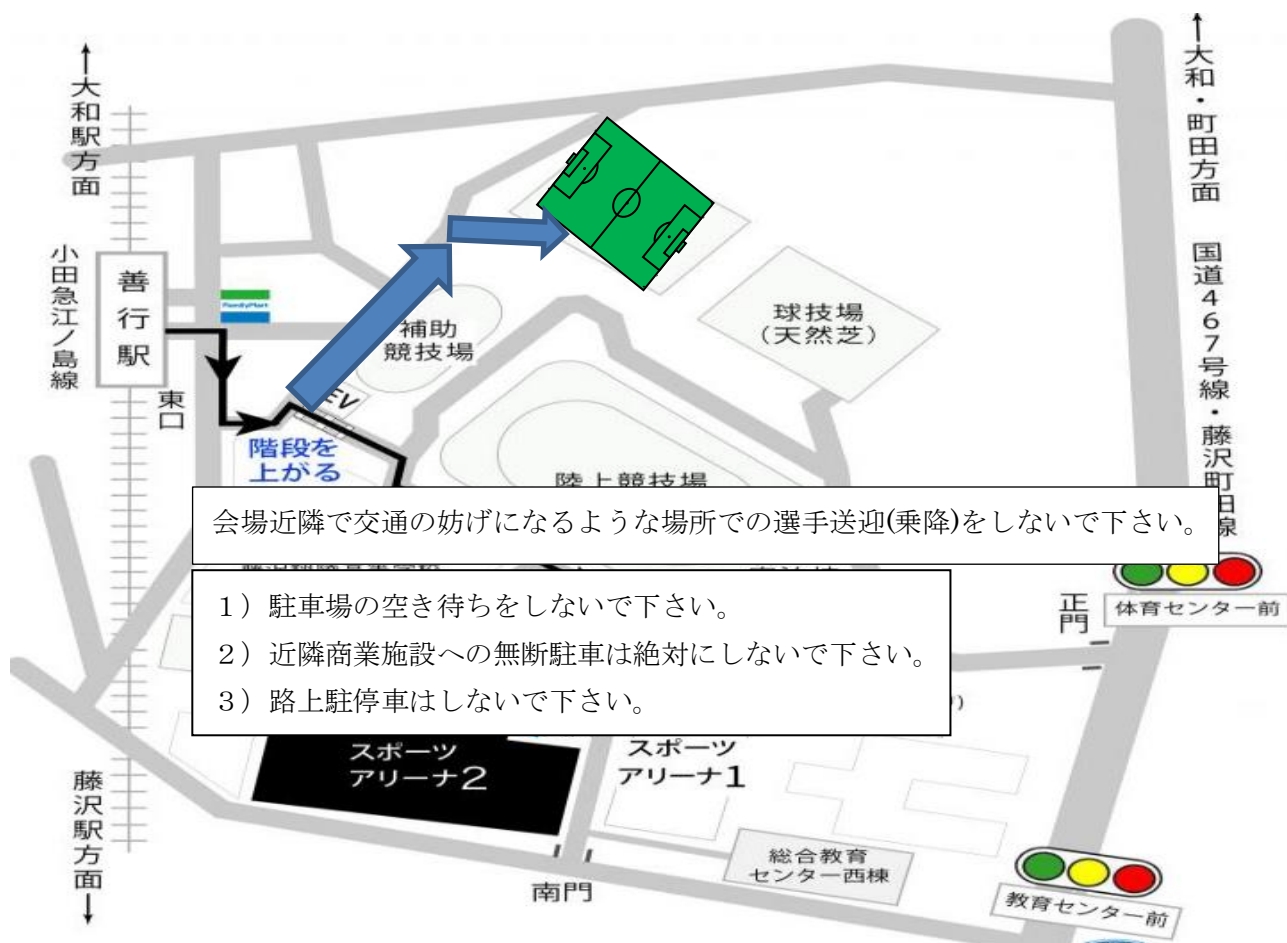 ←大和駅方面
←大和・町田方面
国道467号線・藤沢町田線
小田急江ノ島線
善行駅
東口
FamilyMart
補助
競技場
球技場
(天然芝)
EV
階段を
上がる
陸上競技場
会場近隣で交通の妨げになるような場所での選手送迎(乗降)をしないで下さい。
1）駐車場の空き待ちをしないで下さい。
2）近隣商業施設への無断駐車は絶対にしないで下さい。
3）路上駐停車はしないで下さい。
正門
体育センター前
スポーツ
アリーナ2
スポーツ
アリーナ1
藤沢駅方面→
総合教育
センター西棟
南門
教育センター前